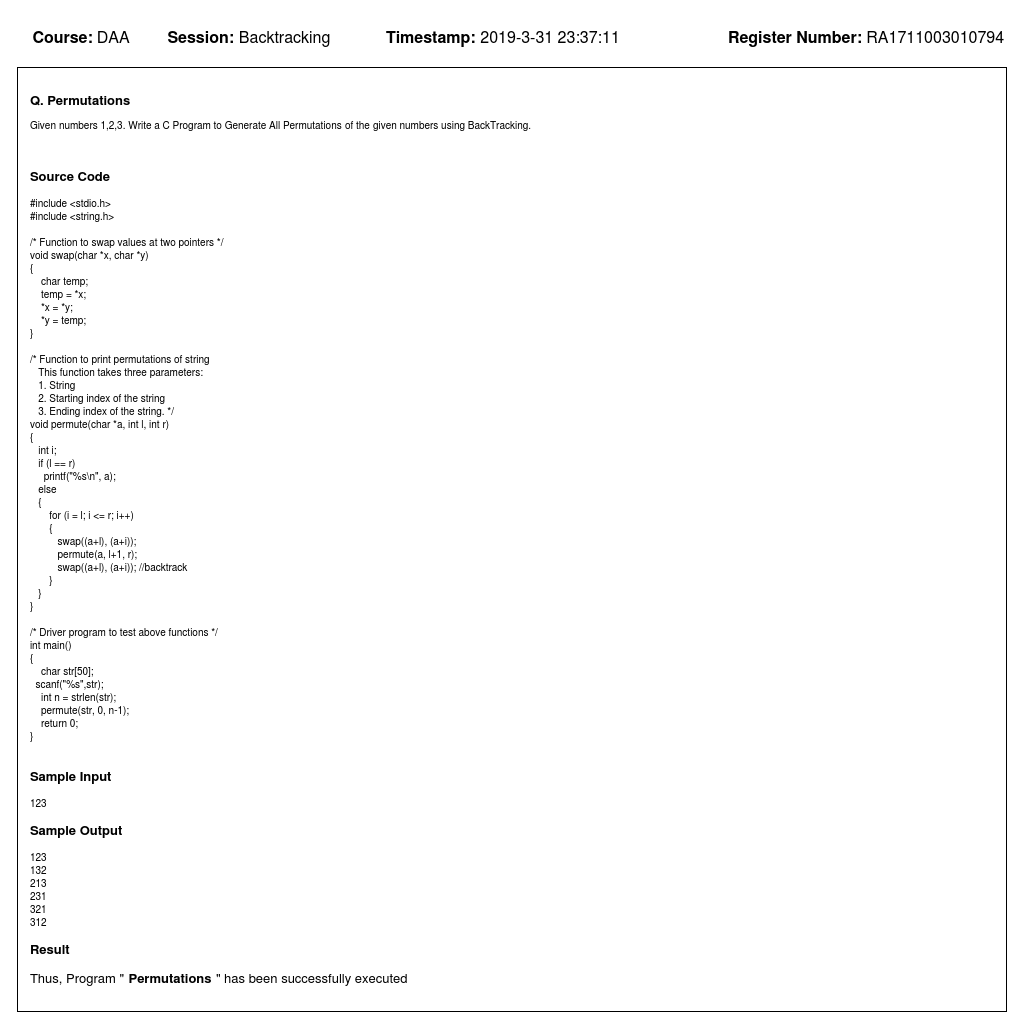 Course: DAA Session: Backtracking Timestamp: 2019-3-31 23:37:11 Register Number: RA1711003010794
Q. Permutations
Given numbers 1,2,3. Write a C Program to Generate All Permutations of the given numbers using BackTracking.
Source Code
#include <stdio.h>
#include <string.h>
/* Function to swap values at two pointers */
void swap(char *x, char *y)
{
char temp;
temp = *x;
*x = *y;
*y = temp;
}
/* Function to print permutations of string
This function takes three parameters:
1. String
2. Starting index of the string
3. Ending index of the string. */
void permute(char *a, int l, int r)
{
int i;
if (l == r)
printf("%s\n", a);
else
{
for (i = l; i <= r; i++)
{
swap((a+l), (a+i));
permute(a, l+1, r);
swap((a+l), (a+i)); //backtrack
}
}
}
/* Driver program to test above functions */
int main()
{
char str[50];
scanf("%s",str);
int n = strlen(str);
permute(str, 0, n-1);
return 0;
}
Sample Input
123
Sample Output
123
132
213
231
321
312
Result
Thus, Program " Permutations " has been successfully executed